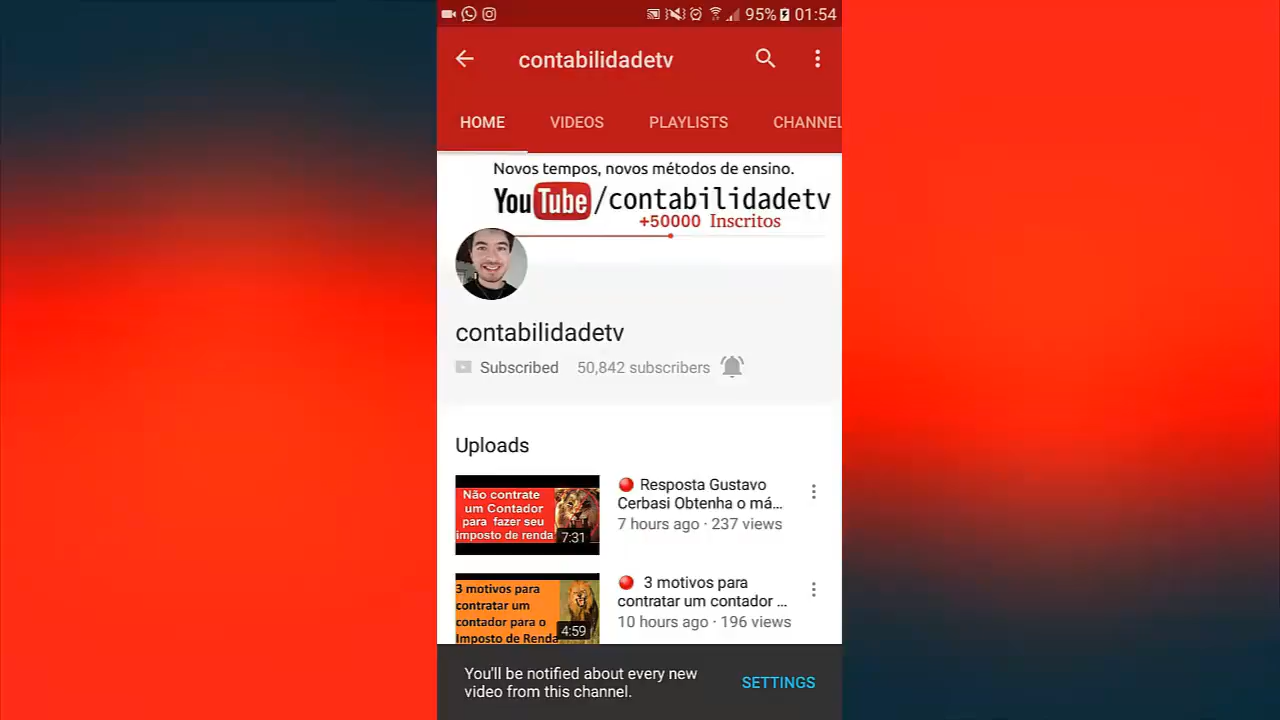 95% 01:54
contabilidadetv
HOME VIDEOS PLAYLISTS CHANNEL
Novos tempos, novos métodos de ensino.
YouTube/contabilidadetv
+50000 Inscritos
contabilidadetv
Subscribed 50,842 subscribers
Uploads
Não contrate
um Contador
para fazer seu
imposto de renda
7:31
Resposta Gustavo
Cerbasi Obtenha o má...
7 hours ago · 237 views
3 motivos para
contratar um
contador para o
Imposto de Renda
4:59
3 motivos para
contratar um contador ...
10 hours ago · 196 views
You'll be notified about every new
video from this channel.
SETTINGS